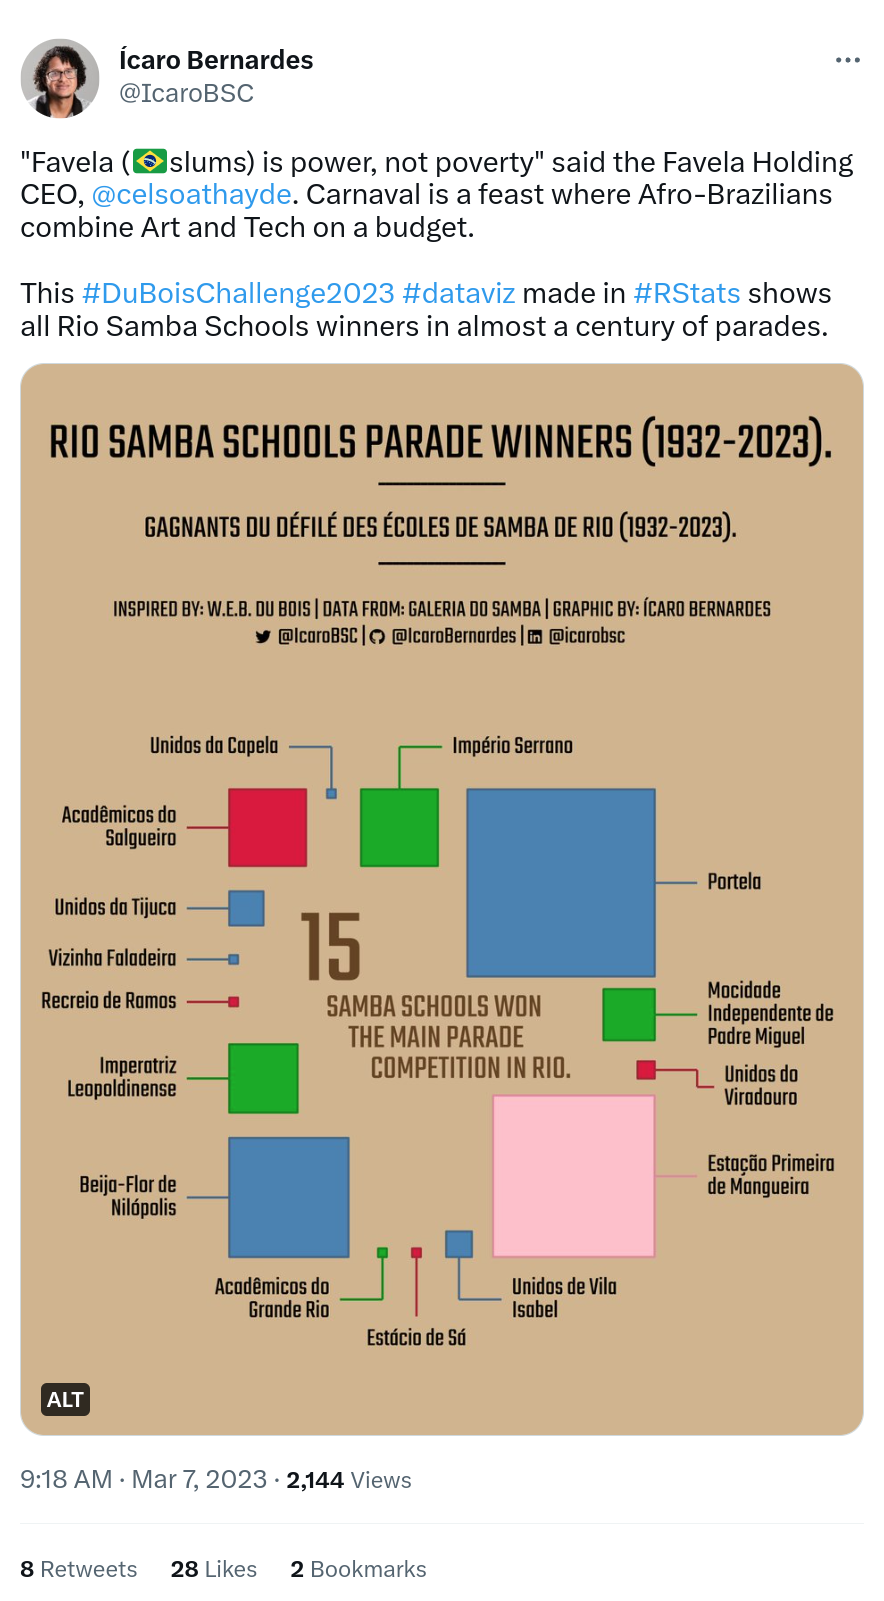 Ícaro Bernardes
@IcaroBSC
"Favela (🇧🇷slums) is power, not poverty" said the Favela Holding
CEO, @celsoathayde. Carnaval is a feast where Afro-Brazilians
combine Art and Tech on a budget.
This #DuBoisChallenge2023 #dataviz made in #RStats shows
all Rio Samba Schools winners in almost a century of parades.
RIO SAMBA SCHOOLS PARADE WINNERS (1932-2023).
GAGNANTS DU DÉFILÉ DES ÉCOLES DE SAMBA DE RIO (1932-2023).
INSPIRED BY: W.E.B. DU BOIS | DATA FROM: GALERIA DO SAMBA | GRAPHIC BY: ÍCARO BERNARDES
@IcaroBSC | @IcaroBernardes | @icarobsc
Unidos da Capela
Império Serrano
Acadêmicos do
Salgueiro
Portela
Unidos da Tijuca
Vizinha Faladeira
Recreio de Ramos
15
SAMBA SCHOOLS WON
THE MAIN PARADE
COMPETITION IN RIO.
Mocidade
Independente de
Padre Miguel
Imperatriz
Leopoldinense
Unidos do
Viradouro
Beija-Flor de
Nilópolis
Estação Primeira
de Mangueira
Acadêmicos do
Grande Rio
Estácio de Sá
Unidos de Vila
Isabel
ALT
9:18 AM · Mar 7, 2023 · 2,144 Views
8 Retweets 28 Likes 2 Bookmarks